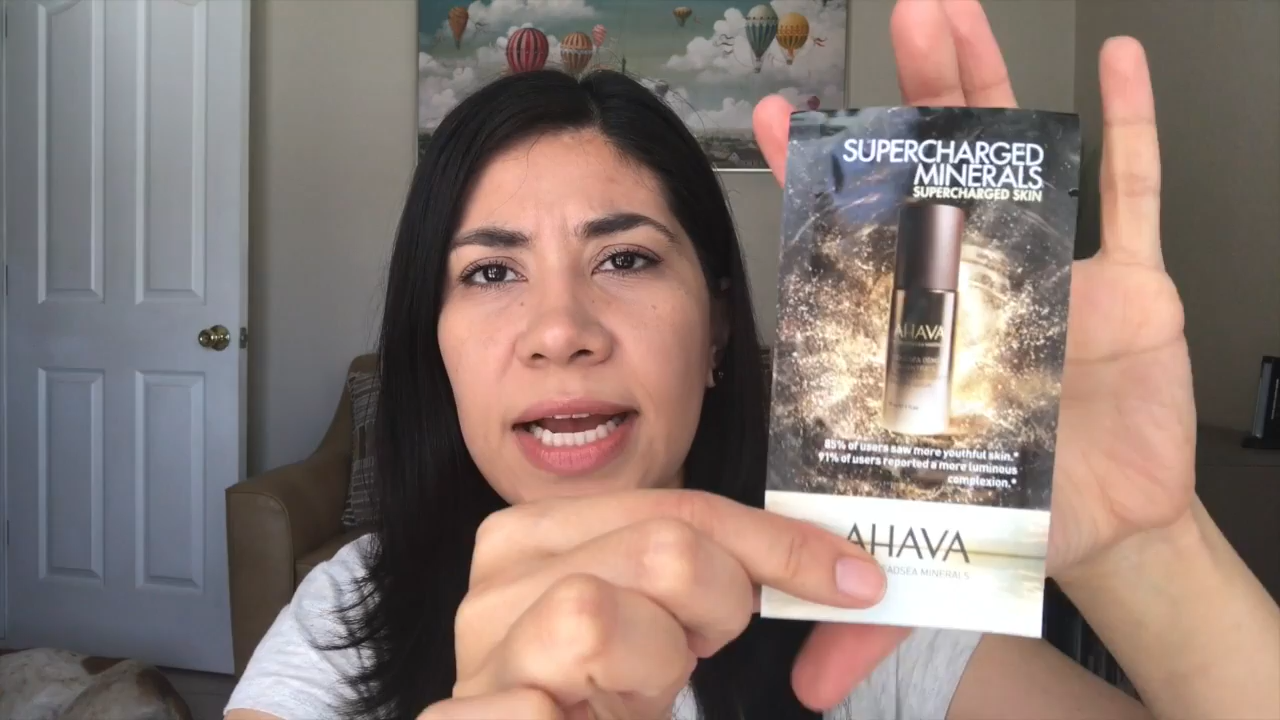 SUPERCHARGED
MINERALS
SUPERCHARGED SKIN
AHAVA
85% of users saw more youthful skin.*
91% of users reported a more luminous
complexion.*
AHAVA
MINERALS